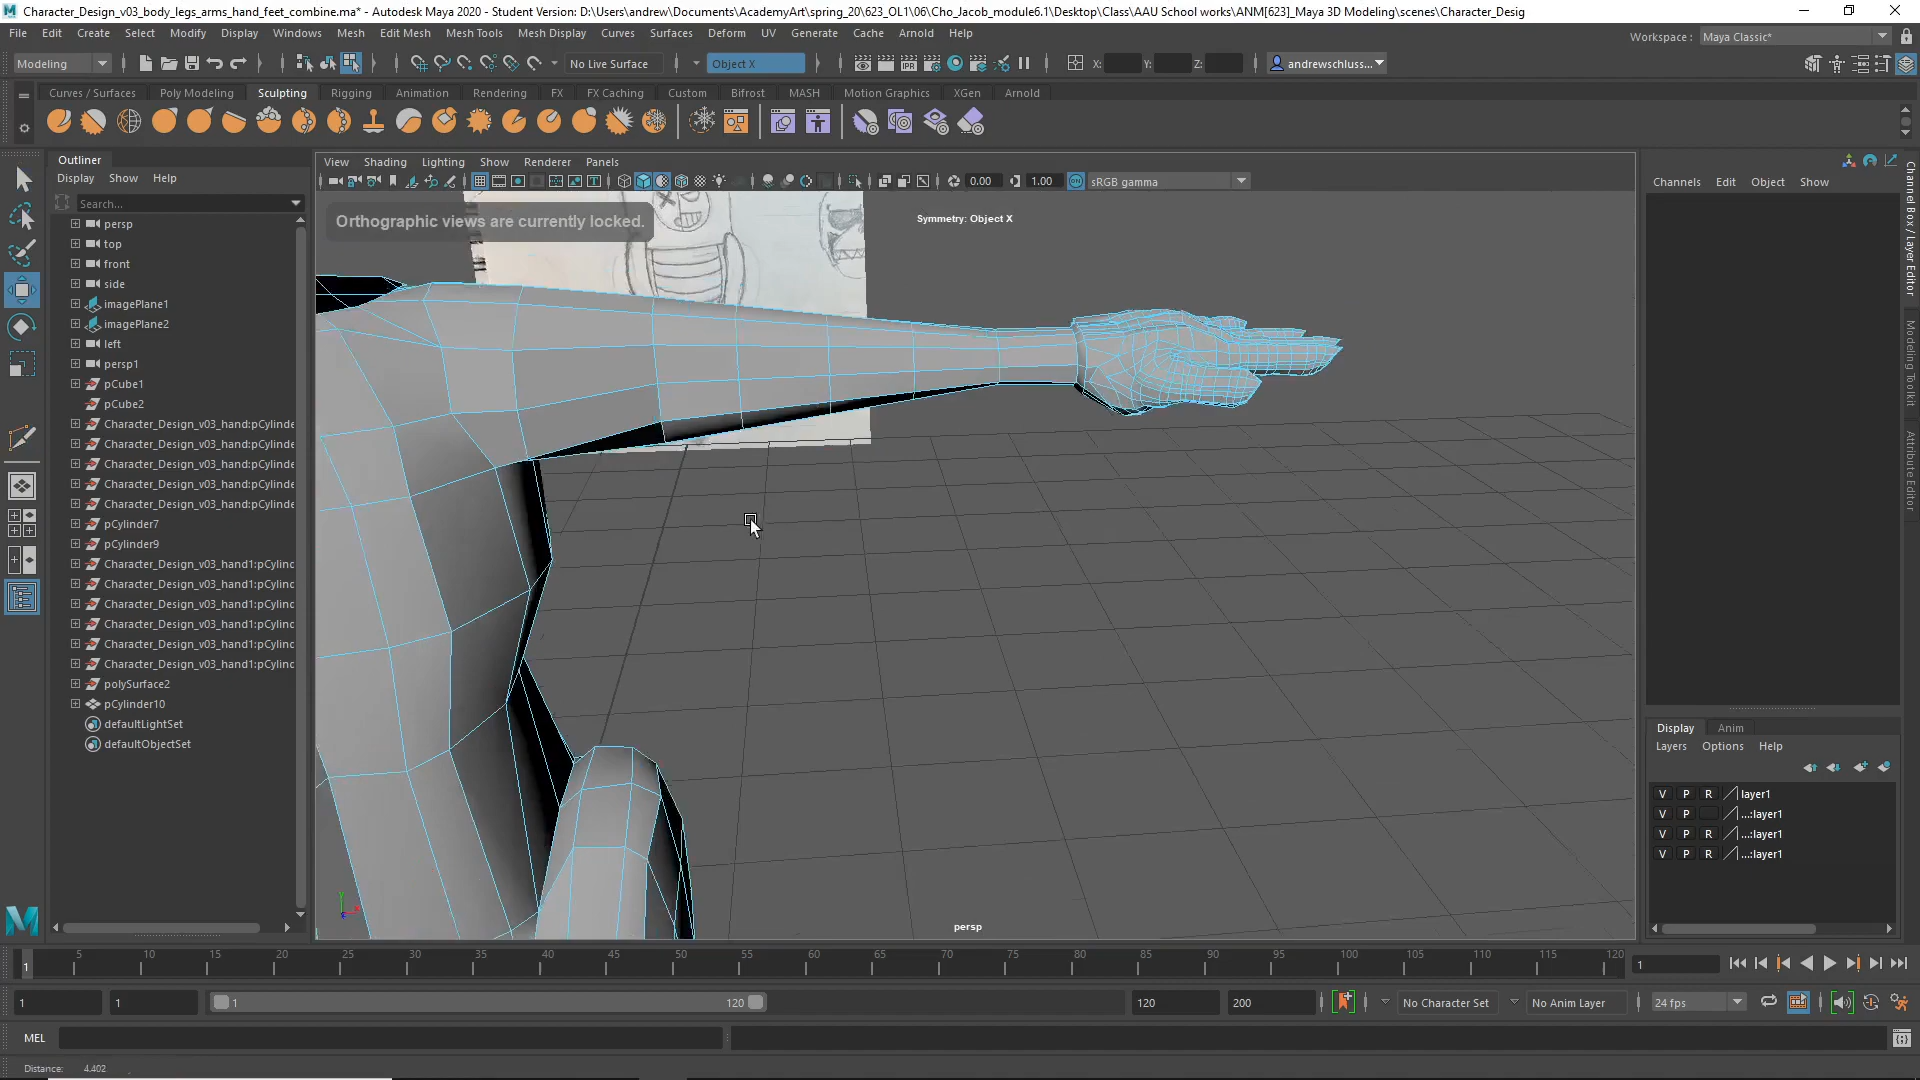 Character_Design_v03_body_legs_arms_hand_feet_combine.ma* - Autodesk Maya 2020 - Student Version: D:\Users\andrew\Documents\AcademyArt\spring_20\623_OL1\06\Cho_Jacob_module6.1\Desktop\Class\AAU School works\ANM[623]_Maya 3D Modeling\scenes\Character_Desig
File Edit Create Select Modify Display Windows Mesh Edit Mesh Mesh Tools Mesh Display Curves Surfaces Deform UV Generate Cache Arnold Help
Workspace : Maya Classic*
Modeling No Live Surface Object X X: Y: Z: andrewschluss...
Curves / Surfaces Poly Modeling Sculpting Rigging Animation Rendering FX FX Caching Custom Bifrost MASH Motion Graphics XGen Arnold
Outliner
Display Show Help
Search...
persp
top
front
side
imagePlane1
imagePlane2
left
persp1
pCube1
pCube2
Character_Design_v03_hand:pCylinde
Character_Design_v03_hand:pCylinde
Character_Design_v03_hand:pCylinde
Character_Design_v03_hand:pCylinde
Character_Design_v03_hand:pCylinde
pCylinder7
pCylinder9
Character_Design_v03_hand1:pCylinc
Character_Design_v03_hand1:pCylinc
Character_Design_v03_hand1:pCylinc
Character_Design_v03_hand1:pCylinc
Character_Design_v03_hand1:pCylinc
Character_Design_v03_hand1:pCylinc
polySurface2
pCylinder10
defaultLightSet
defaultObjectSet
View Shading Lighting Show Renderer Panels
0.00 1.00 sRGB gamma
Orthographic views are currently locked.
Symmetry: Object X
persp
Channels Edit Object Show
Channel Box / Layer Editor
Modeling Toolkit
Attribute Editor
Display Anim
Layers Options Help
V P R layer1
V P ...:layer1
V P R ...:layer1
V P R ...:layer1
1 5 10 15 20 25 30 35 40 45 50 55 60 65 70 75 80 85 90 95 100 105 110 115 120
1
1 1 1 120 120 200 No Character Set No Anim Layer 24 fps
MEL
Distance: 4.402